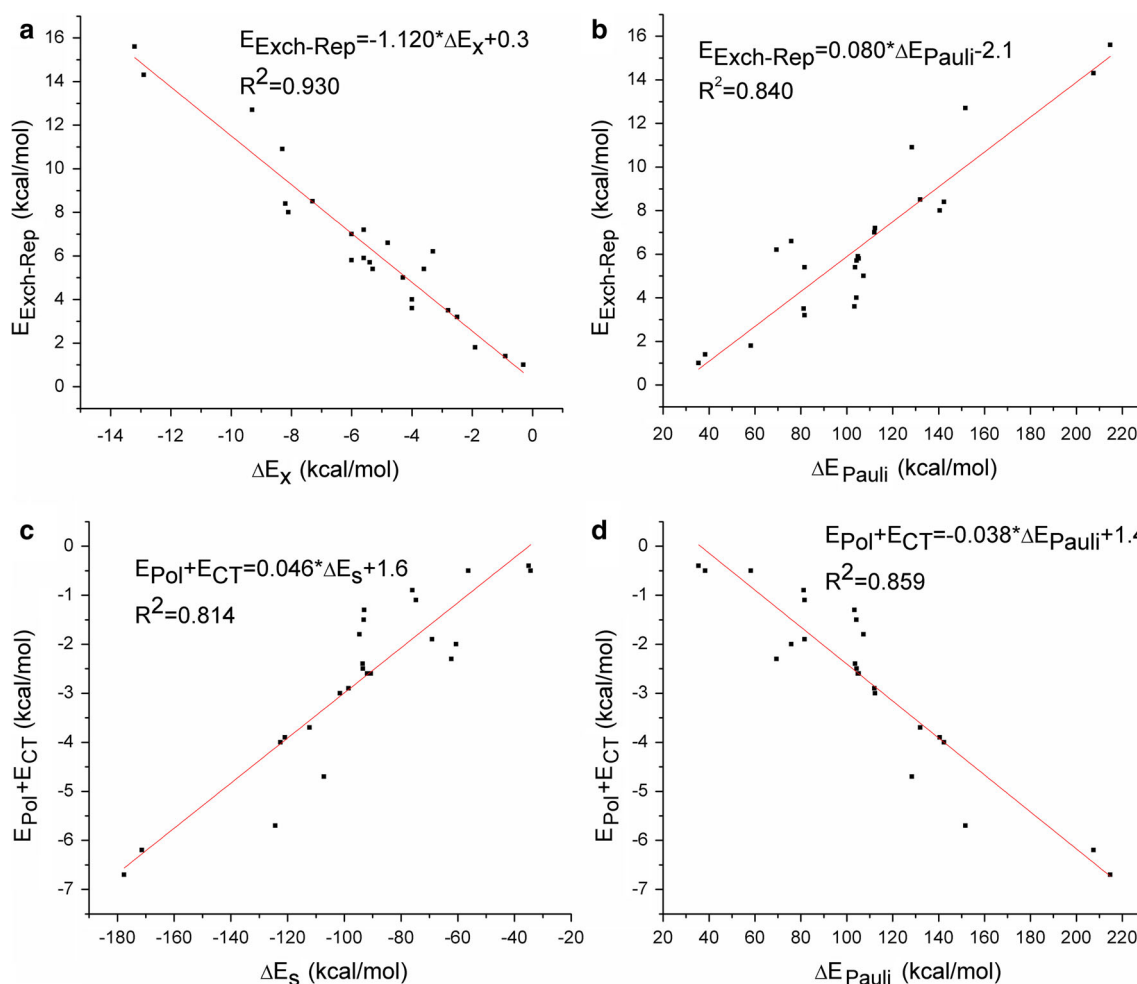 a
E_Exch-Rep=-1.120*ΔE_X+0.3
R²=0.930
E_Exch-Rep (kcal/mol)
16
14
12
10
8
6
4
2
0
-14 -12 -10 -8 -6 -4 -2 0
ΔE_X (kcal/mol)
b
E_Exch-Rep=0.080*ΔE_Pauli-2.1
R²=0.840
E_Exch-Rep (kcal/mol)
16
14
12
10
8
6
4
2
0
20 40 60 80 100 120 140 160 180 200 220
ΔE_Pauli (kcal/mol)
c
E_Pol+E_CT=0.046*ΔE_s+1.6
R²=0.814
E_Pol+E_CT (kcal/mol)
0
-1
-2
-3
-4
-5
-6
-7
-180 -160 -140 -120 -100 -80 -60 -40 -20
ΔE_S (kcal/mol)
d
E_Pol+E_CT=-0.038*ΔE_Pauli+1.4
R²=0.859
E_Pol+E_CT (kcal/mol)
0
-1
-2
-3
-4
-5
-6
-7
20 40 60 80 100 120 140 160 180 200 220
ΔE_Pauli (kcal/mol)